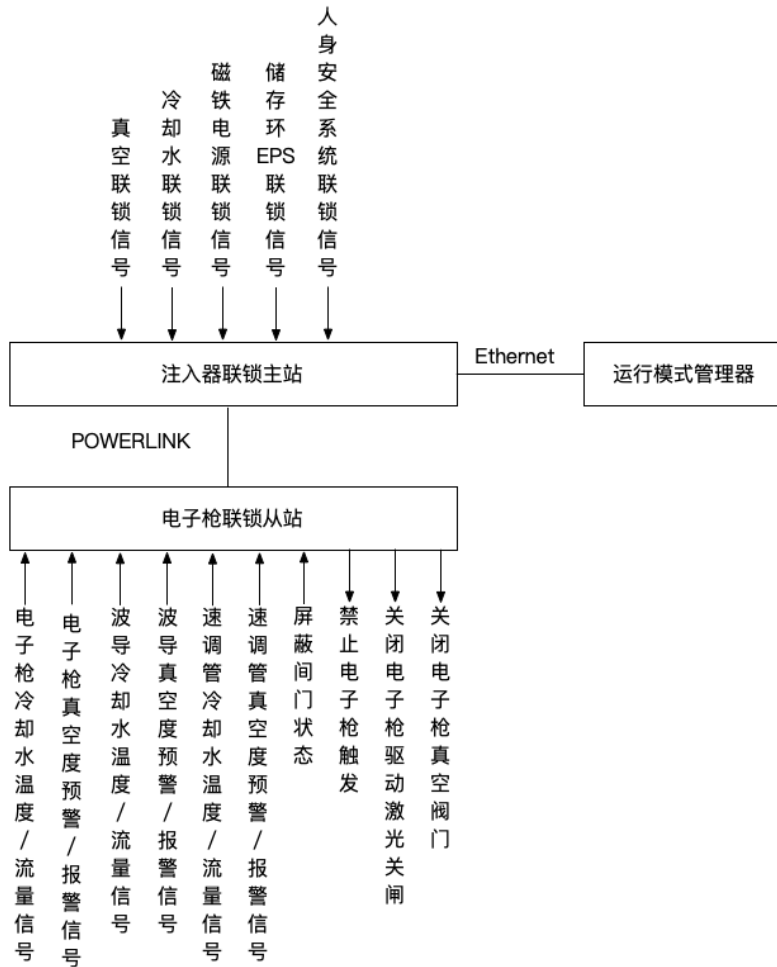 真空联锁信号
冷却水联锁信号
磁铁电源联锁信号
储存环EPS联锁信号
人身安全系统联锁信号
注入器联锁主站
Ethernet
运行模式管理器
POWERLINK
电子枪联锁从站
电子枪冷却水温度/流量信号
电子枪真空度预警/报警信号
波导冷却水温度/流量信号
波导真空度预警/报警信号
速调管冷却水温度/流量信号
速调管真空度预警/报警信号
屏蔽间门状态
禁止电子枪触发
关闭电子枪驱动激光关闸
关闭电子枪真空阀门